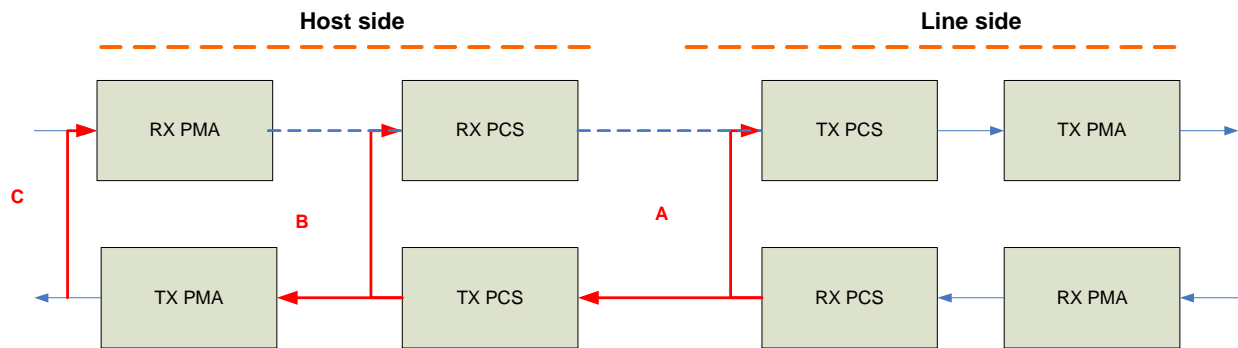 Host side
Line side
RX PMA
RX PCS
TX PCS
TX PMA
C
B
A
TX PMA
TX PCS
RX PCS
RX PMA